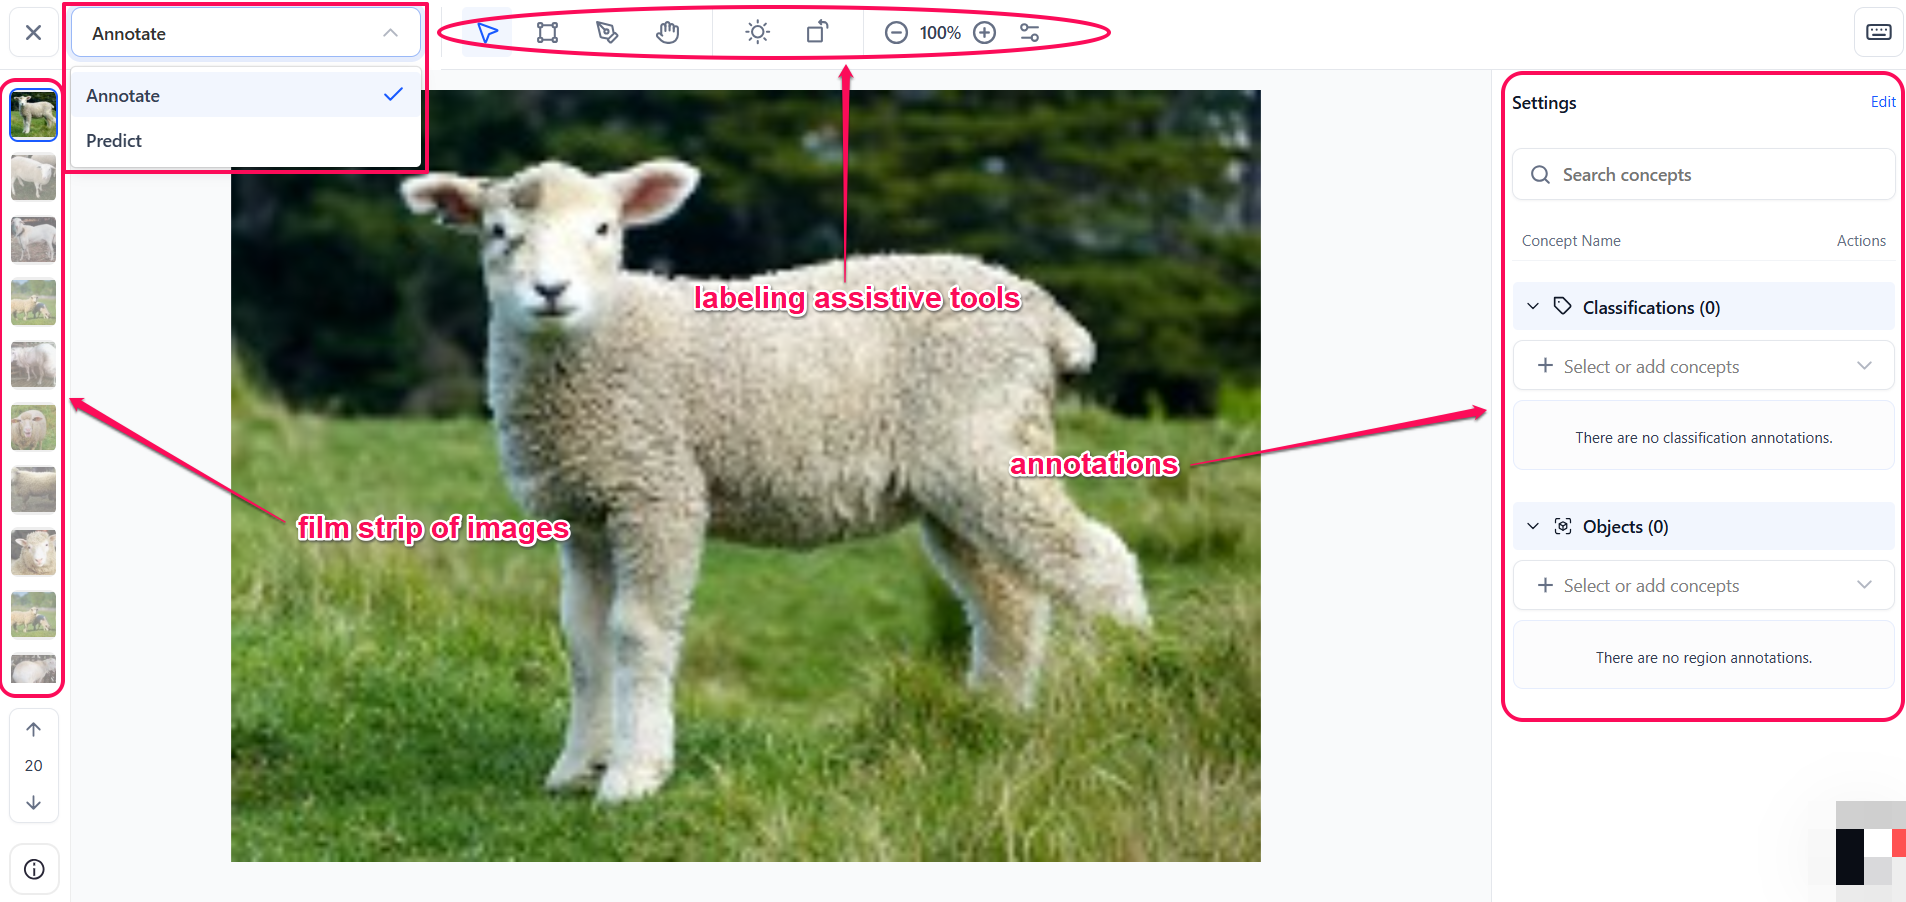 Annotate
100%
Annotate
Predict
Settings
Edit
Search concepts
Concept Name
Actions
labeling assistive tools
Classifications (0)
Select or add concepts
There are no classification annotations.
annotations
film strip of images
Objects (0)
Select or add concepts
There are no region annotations.
20